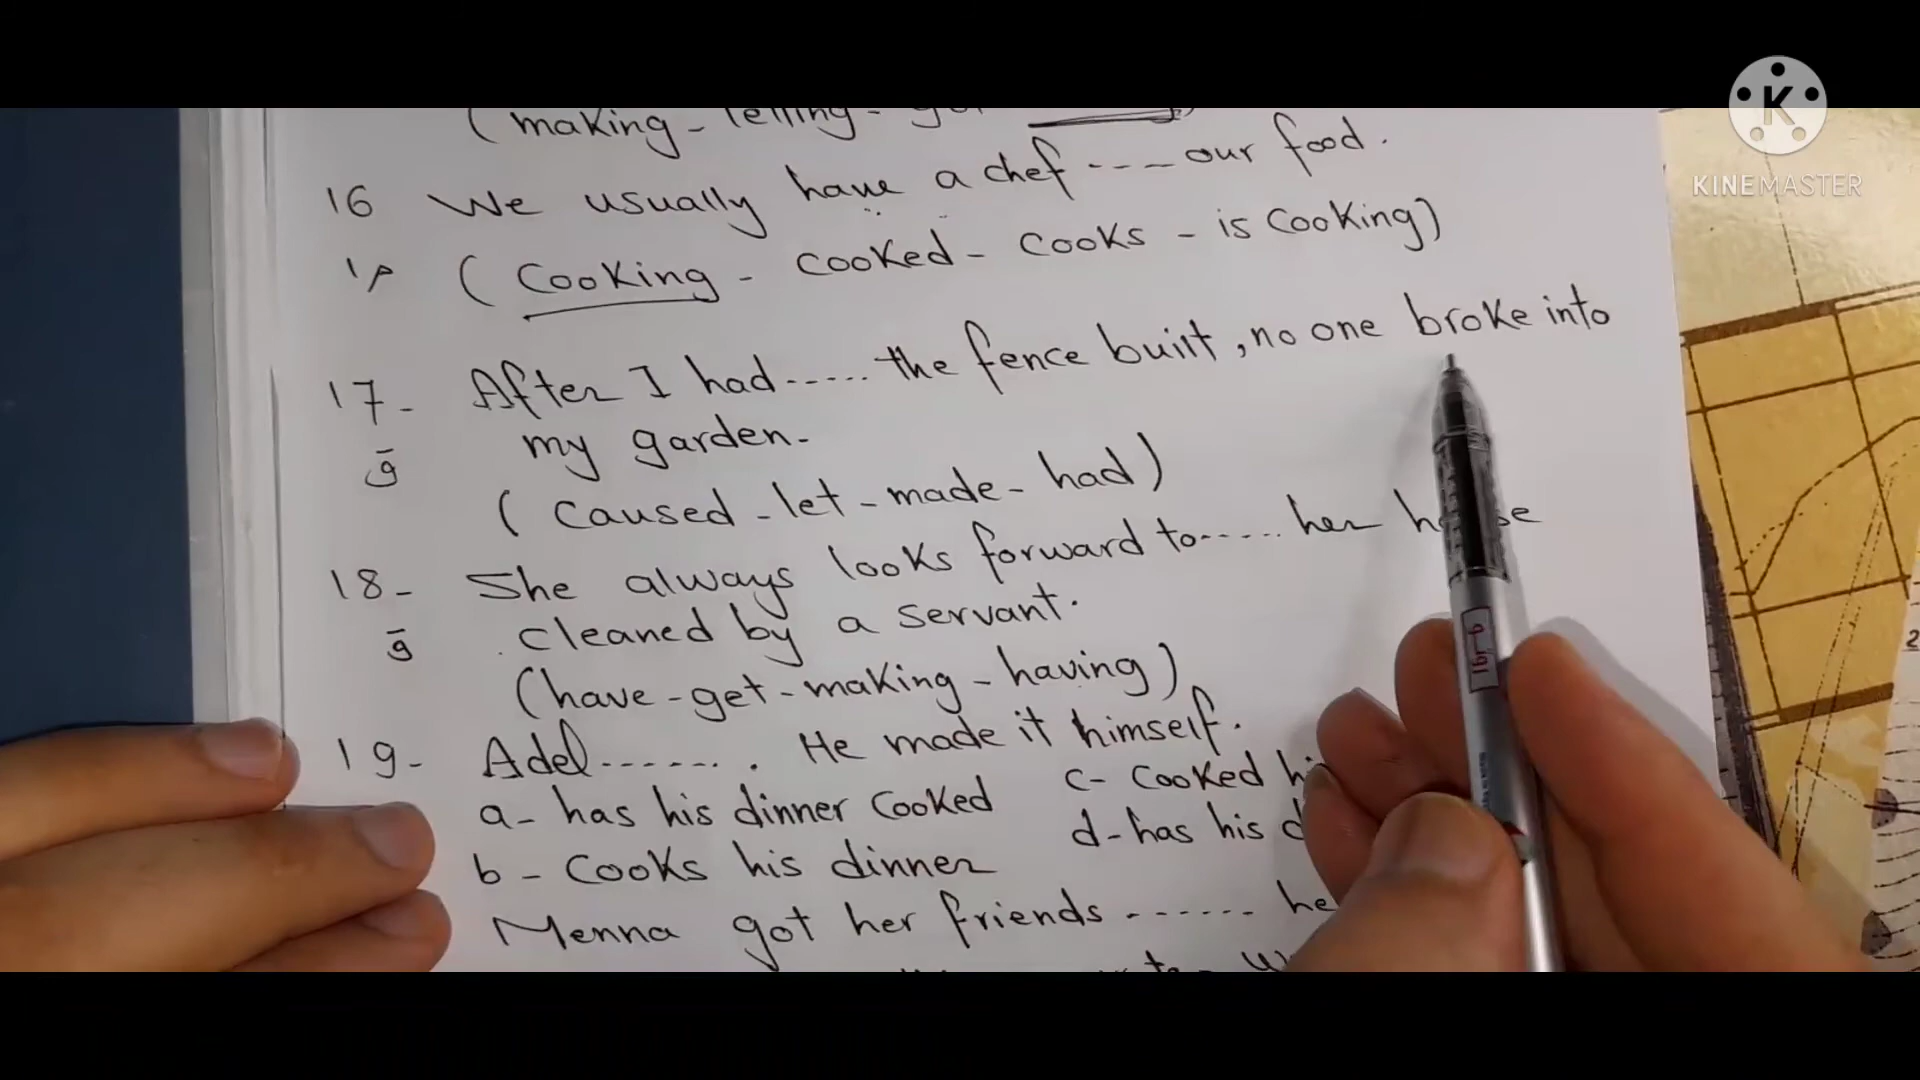 K
KINEMASTER
(making - telling -
16 We usually have a chef ---- our food.
م١ (Cooking - cooked - cooks - is cooking)
17- After I had ..... the fence built, no one broke into
my garden.
(Caused - let - made - had)
18- She always looks forward to ..... her
cleaned by a servant.
(have - get - making - having)
19- Adel ....... . He made it himself.
a- has his dinner Cooked
c- Cooked
b- Cooks his dinner
d- has his
Menna got her friends ------